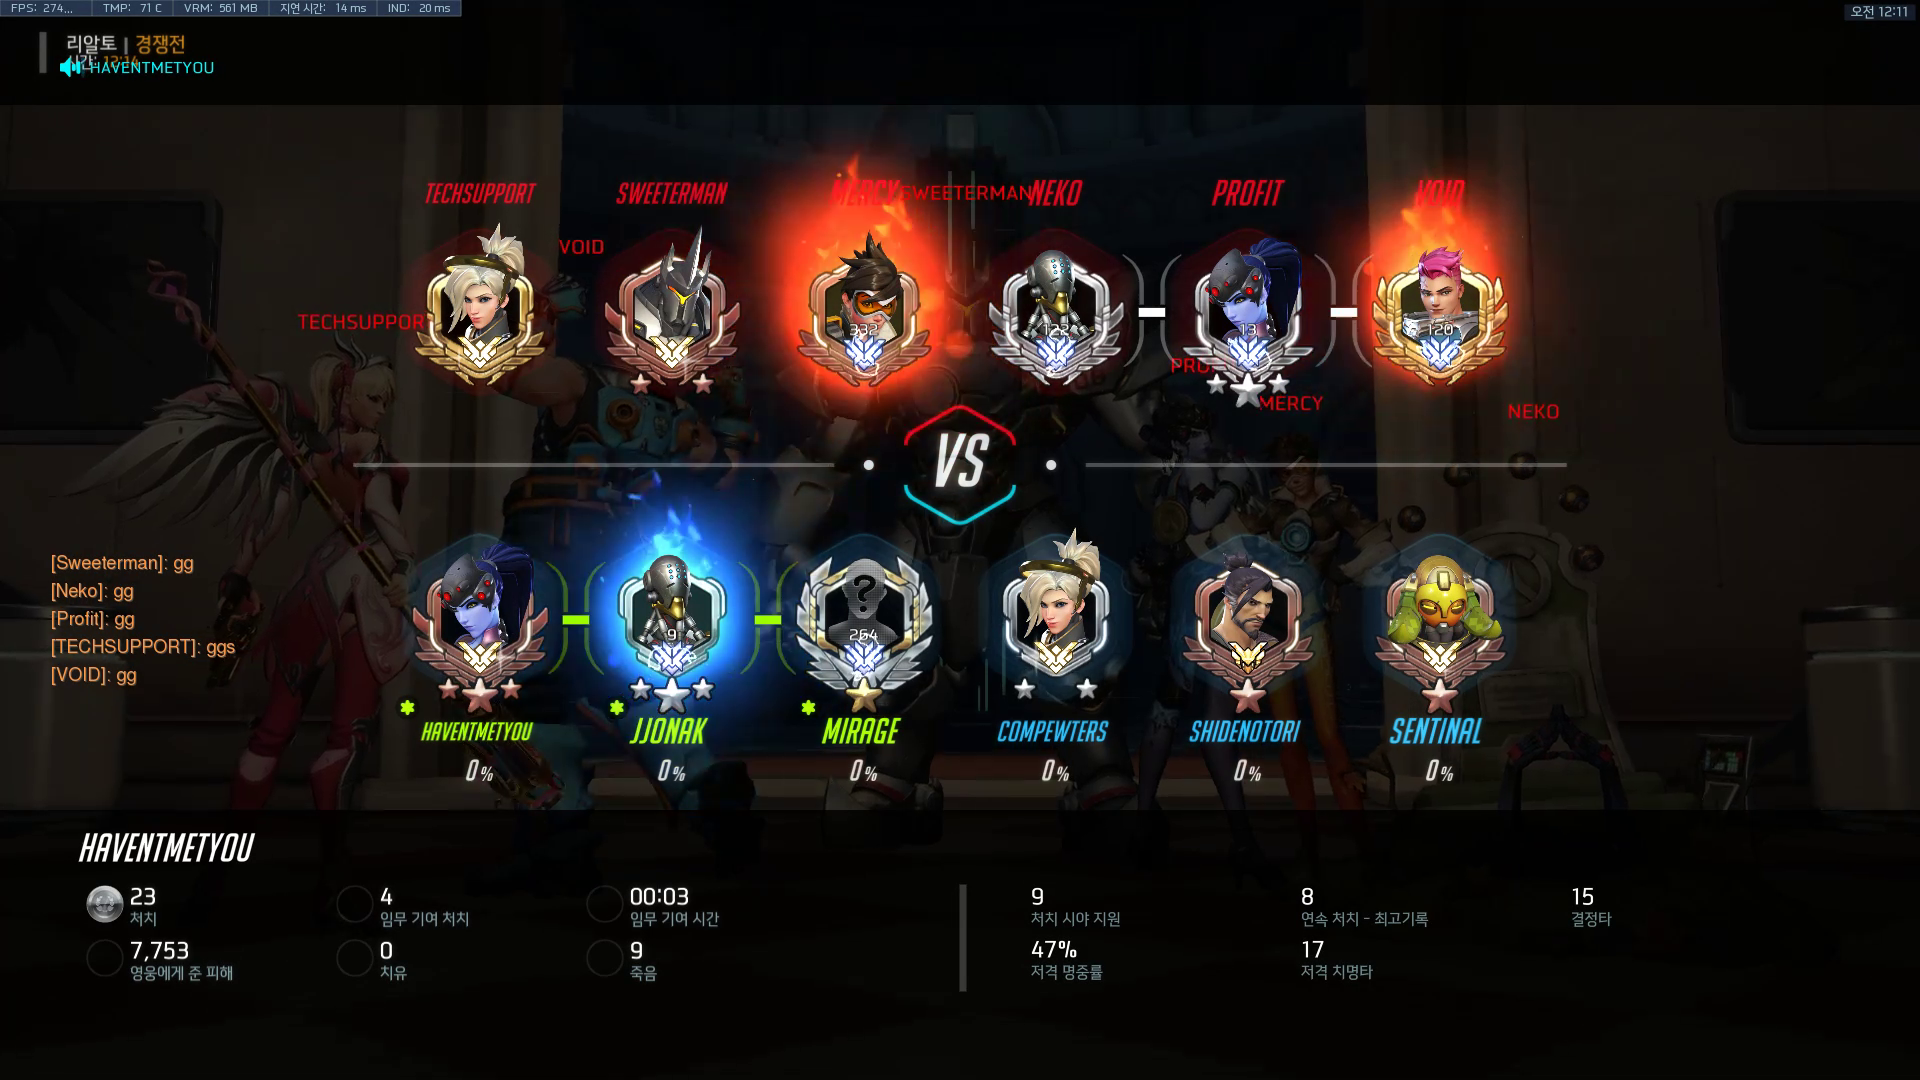 FPS: 274... TMP: 71 C VRM: 561 MB 지연 시간: 14 ms IND: 20 ms
오전 12:11
리알토 | 경쟁전
시간: 12:14
HAVENTMETYOU
TECHSUPPORT SWEETERMAN MERCY NEKO PROFIT VOID
SWEETERMAN
VOID
TECHSUPPOR
332 122 13 120
MERCY
NEKO
VS
[Sweeterman]: gg
[Neko]: gg
[Profit]: gg
[TECHSUPPORT]: ggs
[VOID]: gg
?
9 264
HAVENTMETYOU JJONAK MIRAGE COMPEWTERS SHIDENOTORI SENTINAL
0% 0% 0% 0% 0% 0%
HAVENTMETYOU
23 4 00:03 9 8 15
처치 임무 기여 처치 임무 기여 시간 처치 시야 지원 연속 처치 - 최고기록 결정타
7,753 0 9 47% 17
영웅에게 준 피해 치유 죽음 저격 명중률 저격 치명타